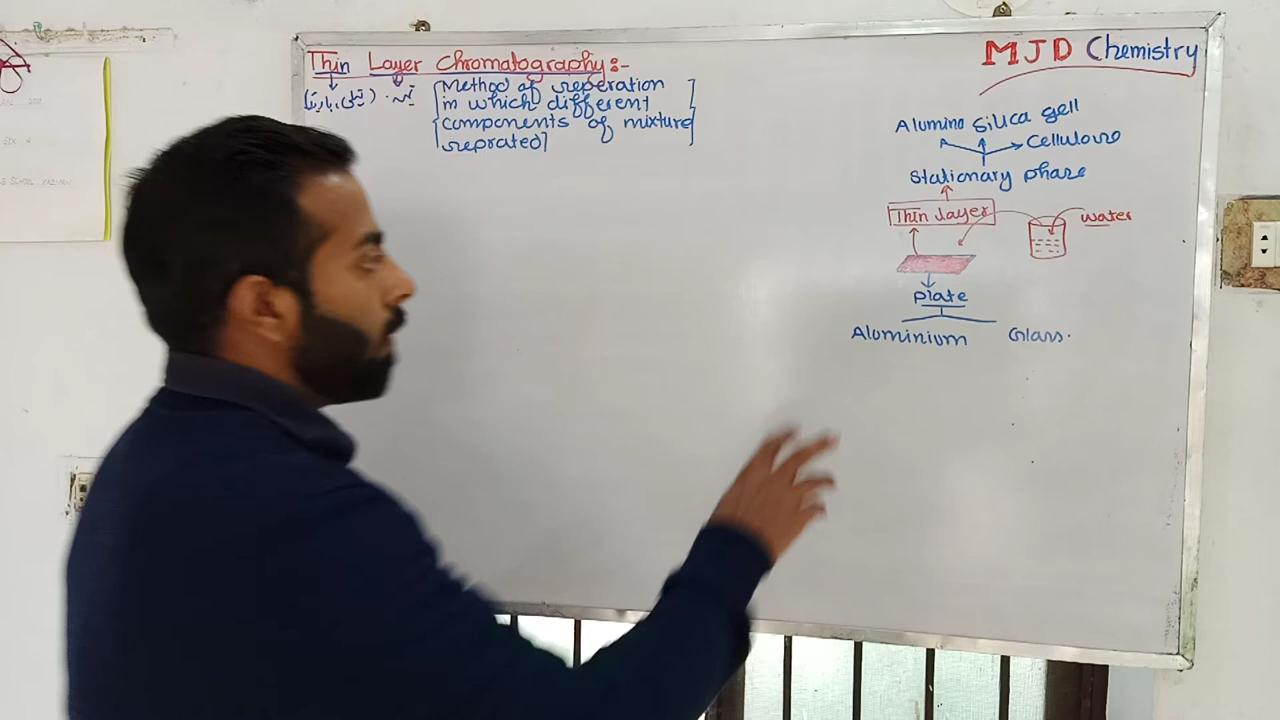 Thin Layer Chromatography :-
MJD Chemistry
Method of seperation
in which different
components of mixture
seprated]
Alumina Silica gell
Cellulose
Stationary phase
Thin layer
water
plate
Aluminium Glass.